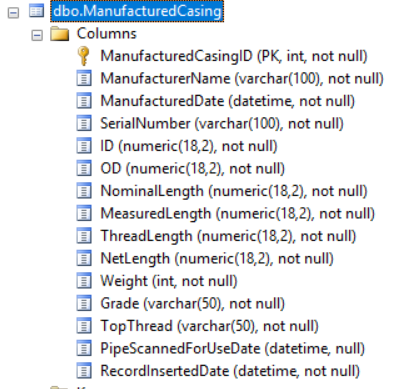 dbo.ManufacturedCasing
Columns
ManufacturedCasingID (PK, int, not null)
ManufacturerName (varchar(100), not null)
ManufacturedDate (datetime, not null)
SerialNumber (varchar(100), not null)
ID (numeric(18,2), not null)
OD (numeric(18,2), not null)
NominalLength (numeric(18,2), not null)
MeasuredLength (numeric(18,2), not null)
ThreadLength (numeric(18,2), not null)
NetLength (numeric(18,2), not null)
Weight (int, not null)
Grade (varchar(50), not null)
TopThread (varchar(50), not null)
PipeScannedForUseDate (datetime, null)
RecordInsertedDate (datetime, not null)